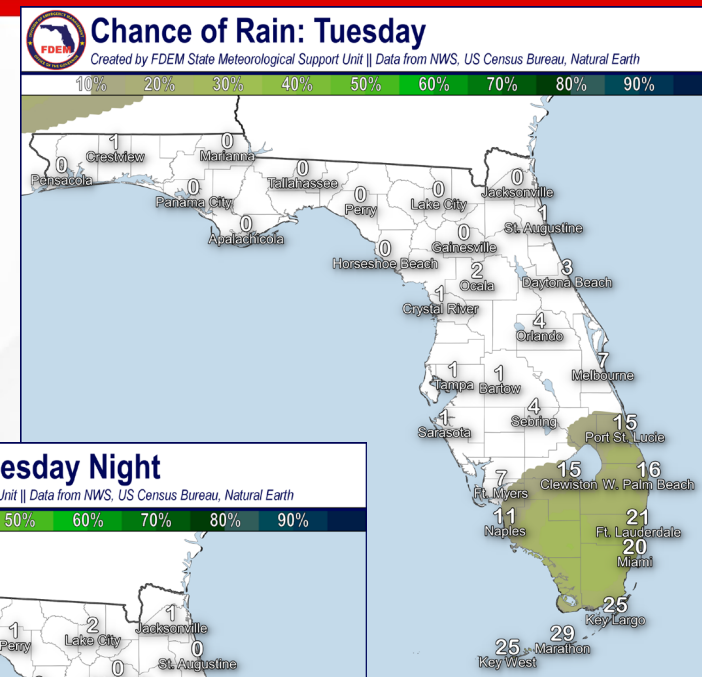 FDEM
Chance of Rain: Tuesday
Created by FDEM State Meteorological Support Unit || Data from NWS, US Census Bureau, Natural Earth
10% 20% 30% 40% 50% 60% 70% 80% 90%
1
Crestview
0
Marianna
0
Pensacola
0
Panama City
0
Tallahassee
0
Apalachicola
0
Perry
0
Lake City
0
Jacksonville
1
St. Augustine
0
Gainesville
0
Horseshoe Beach
2
Ocala
3
Daytona Beach
1
Crystal River
4
Orlando
7
Melbourne
1
Tampa
1
Bartow
4
Sebring
1
Sarasota
15
Port St. Lucie
7
Ft. Myers
15
Clewiston
16
W. Palm Beach
11
Naples
21
Ft. Lauderdale
20
Miami
25
Key Largo
29
Marathon
25
Key West
esday Night
Unit || Data from NWS, US Census Bureau, Natural Earth
50% 60% 70% 80% 90%
1
Perry
2
Lake City
1
Jacksonville
0
St. Augustine
0